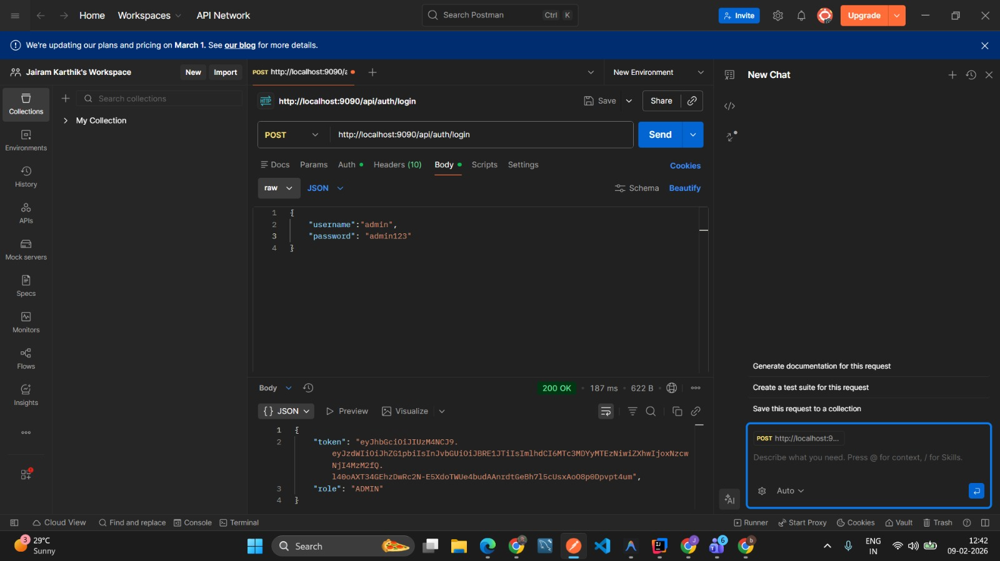 Home
Workspaces
API Network
Search Postman
Ctrl
K
Invite
Upgrade
We're updating our plans and pricing on March 1. See our blog for more details.
Jairam Karthik's Workspace
New
Import
POST http://localhost:9090/a
New Environment
New Chat
Collections
Search collections
My Collection
HTTP
http://localhost:9090/api/auth/login
Save
Share
Environments
POST
http://localhost:9090/api/auth/login
Send
Docs
Params
Auth
Headers (10)
Body
Scripts
Settings
Cookies
History
raw
JSON
Schema
Beautify
APIs
Mock servers
Specs
Monitors
Flows
Insights
1 {
2 "username":"admin",
3 "password": "admin123"
4 }
Generate documentation for this request
Create a test suite for this request
Save this request to a collection
Body
200 OK
187 ms
622 B
{} JSON
Preview
Visualize
1 {
2 "token": "eyJhbGciOiJIUzM4NCJ9.
eyJzdWIiOiJhZG1pbiIsInJvbGUiOiJBRE1JTiIsImlhdCI6MTc3MDYyMTEzNiwiZXhwIjoxNzcw
NjI4MzM2fQ.
l40oAXT34GEhzDwRc2N-E5XdoTWUe4budAAnrdtGeBh7l5cUsxAoO8p0Dpvpt4um",
3 "role": "ADMIN"
4 }
POST http://localhost:9...
Describe what you need. Press @ for context, / for Skills.
Auto
AI
Cloud View
Find and replace
Console
Terminal
Runner
Start Proxy
Cookies
Vault
Trash
3
29°C
Sunny
Search
J
6
b
ENG
IN
12:42
09-02-2026